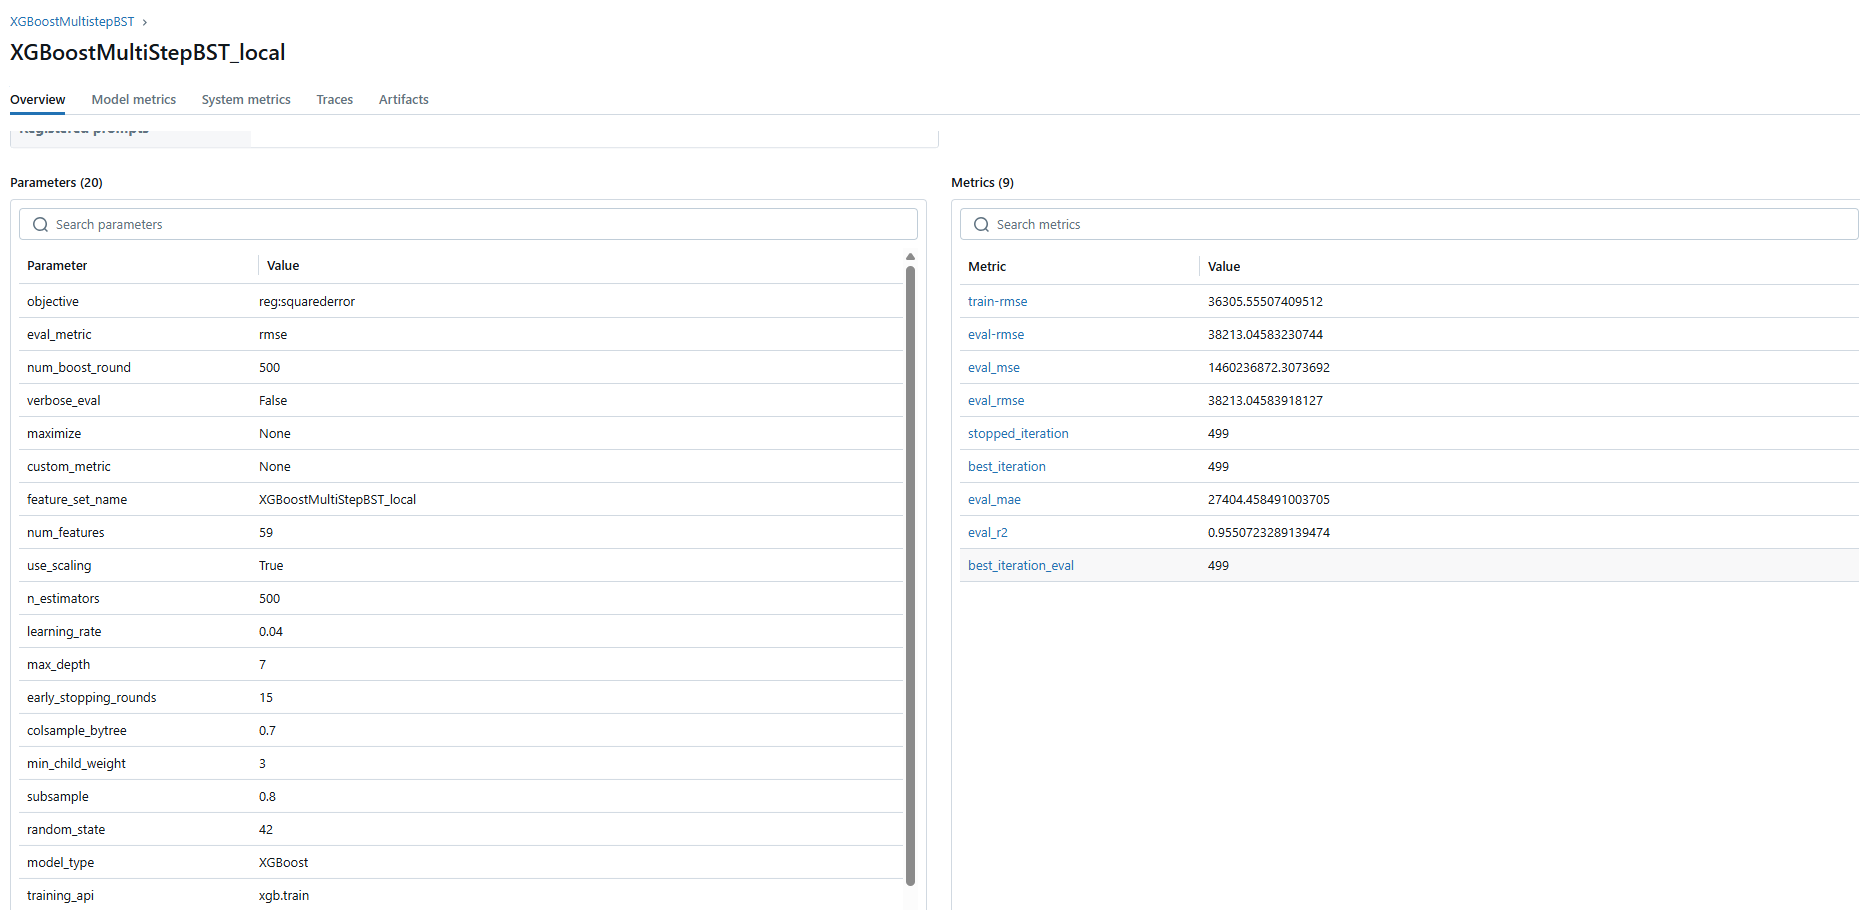 XGBoostMultistepBST ›
XGBoostMultiStepBST_local
Overview Model metrics System metrics Traces Artifacts
Registered prompts
Parameters (20)
Search parameters
Parameter Value
objective reg:squarederror
eval_metric rmse
num_boost_round 500
verbose_eval False
maximize None
custom_metric None
feature_set_name XGBoostMultiStepBST_local
num_features 59
use_scaling True
n_estimators 500
learning_rate 0.04
max_depth 7
early_stopping_rounds 15
colsample_bytree 0.7
min_child_weight 3
subsample 0.8
random_state 42
model_type XGBoost
training_api xgb.train
Metrics (9)
Search metrics
Metric Value
train-rmse 36305.55507409512
eval-rmse 38213.04583230744
eval_mse 1460236872.3073692
eval_rmse 38213.04583918127
stopped_iteration 499
best_iteration 499
eval_mae 27404.458491003705
eval_r2 0.9550723289139474
best_iteration_eval 499